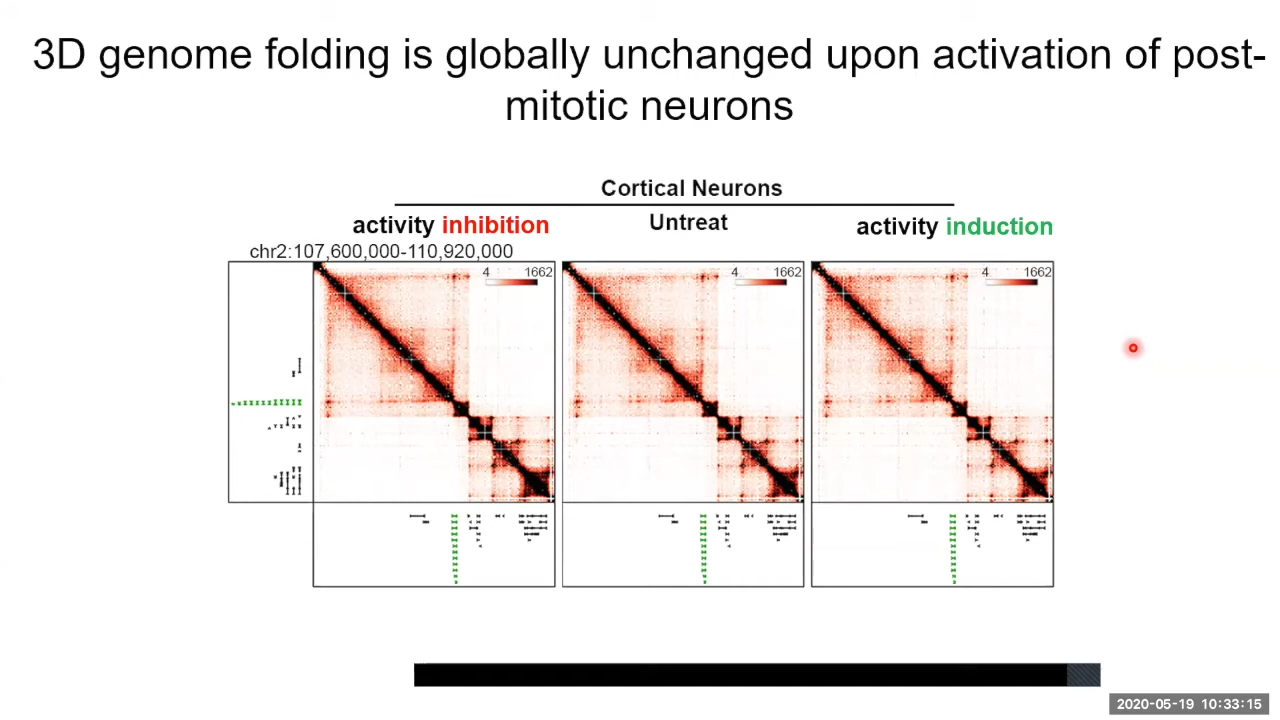 3D genome folding is globally unchanged upon activation of post-
mitotic neurons
Cortical Neurons
activity inhibition
Untreat
activity induction
chr2:107,600,000-110,920,000
4 1662
4 1662
4 1662
2020-05-19 10:33:15